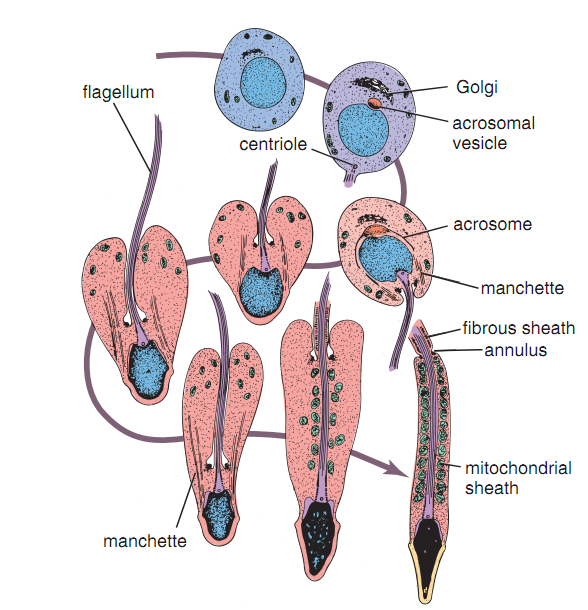 flagellum
Golgi
acrosomal
vesicle
centriole
acrosome
manchette
fibrous sheath
annulus
mitochondrial
sheath
manchette